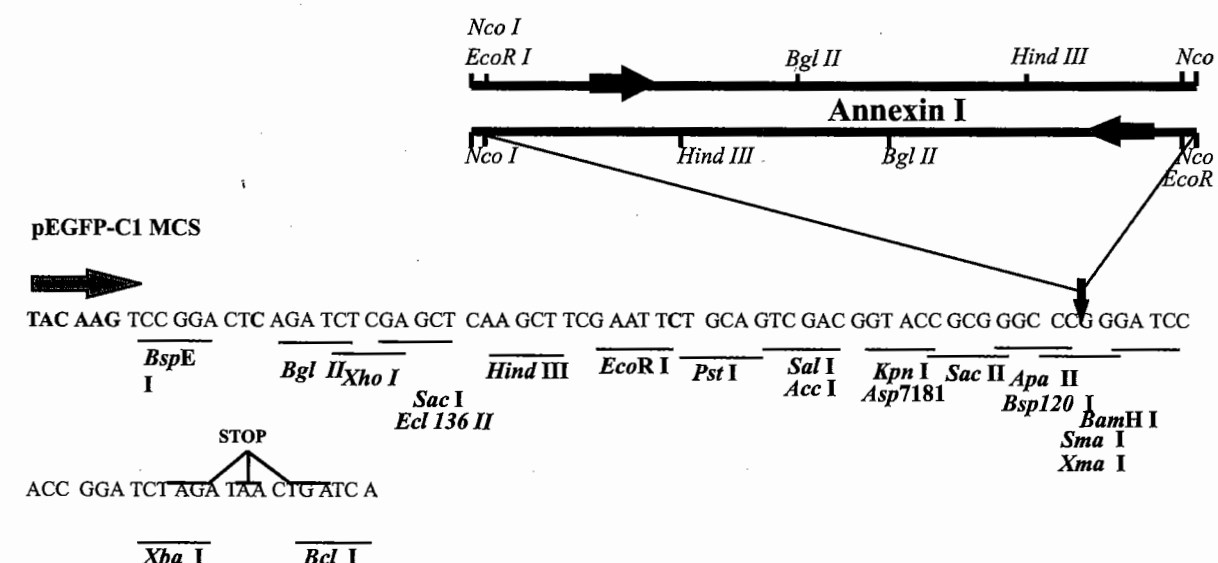 Nco I
EcoR I Bgl II Hind III Nco
Annexin I
Nco I Hind III Bgl II Nco
EcoR
pEGFP-C1 MCS
TAC AAG TCC GGA CTC AGA TCT CGA GCT CAA GCT TCG AAT TCT GCA GTC GAC GGT ACC GCG GGC CCG GGA TCC
BspE
I
Bgl II Xho I Hind III EcoR I Pst I Sal I Kpn I Sac II Apa II
Sac I Acc I Asp7181 Bsp120 I
Ecl 136 II BamH I
Sma I
Xma I
STOP
ACC GGA TCT AGA TAA CTG ATC A
Xba I Bcl I